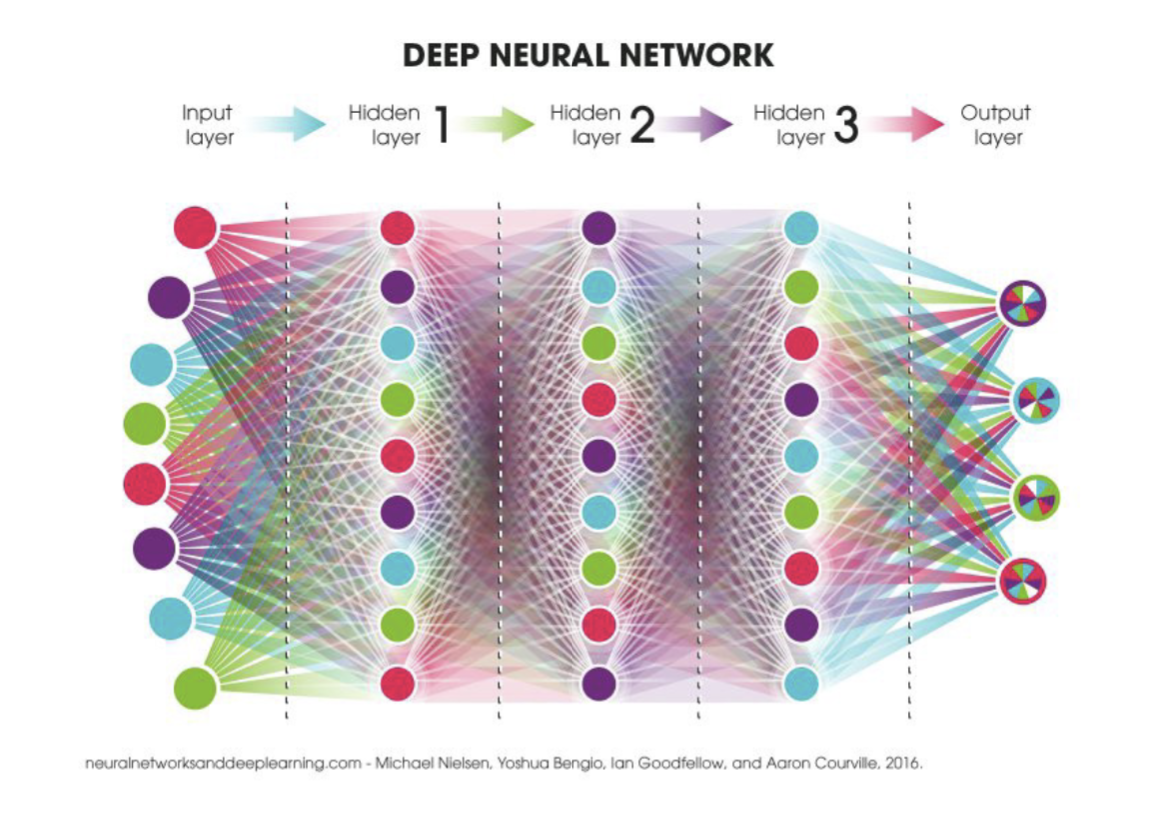 DEEP NEURAL NETWORK
Input
layer
Hidden
layer 1
Hidden
layer 2
Hidden
layer 3
Output
layer
neuralnetworksanddeeplearning.com - Michael Nielsen, Yoshua Bengio, Ian Goodfellow, and Aaron Courville, 2016.